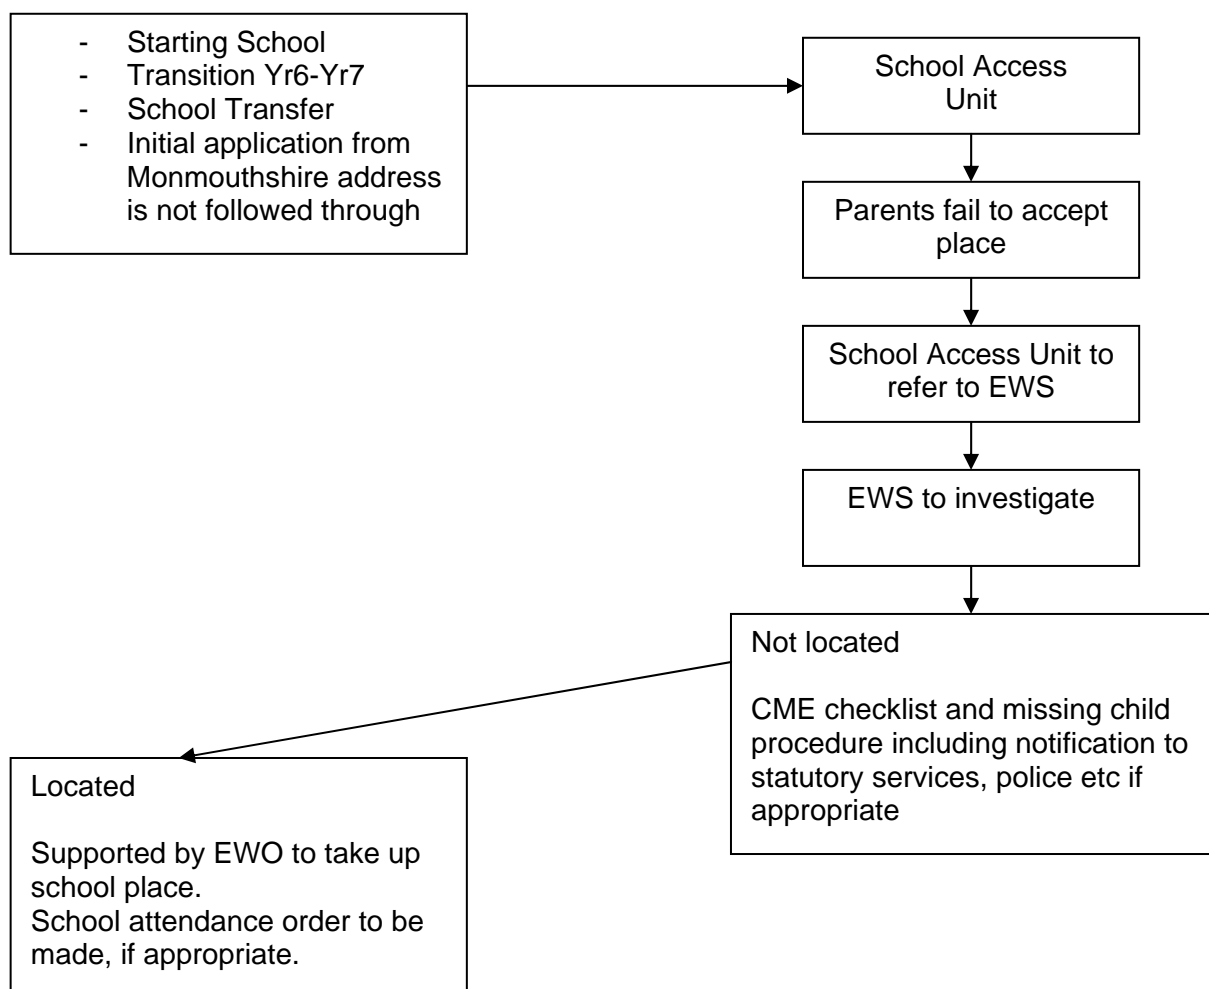 - Starting School
- Transition Yr6-Yr7
- School Transfer
- Initial application from
Monmouthshire address
is not followed through
School Access
Unit
Parents fail to accept
place
School Access Unit to
refer to EWS
EWS to investigate
Not located
CME checklist and missing child
procedure including notification to
statutory services, police etc if
appropriate
Located
Supported by EWO to take up
school place.
School attendance order to be
made, if appropriate.